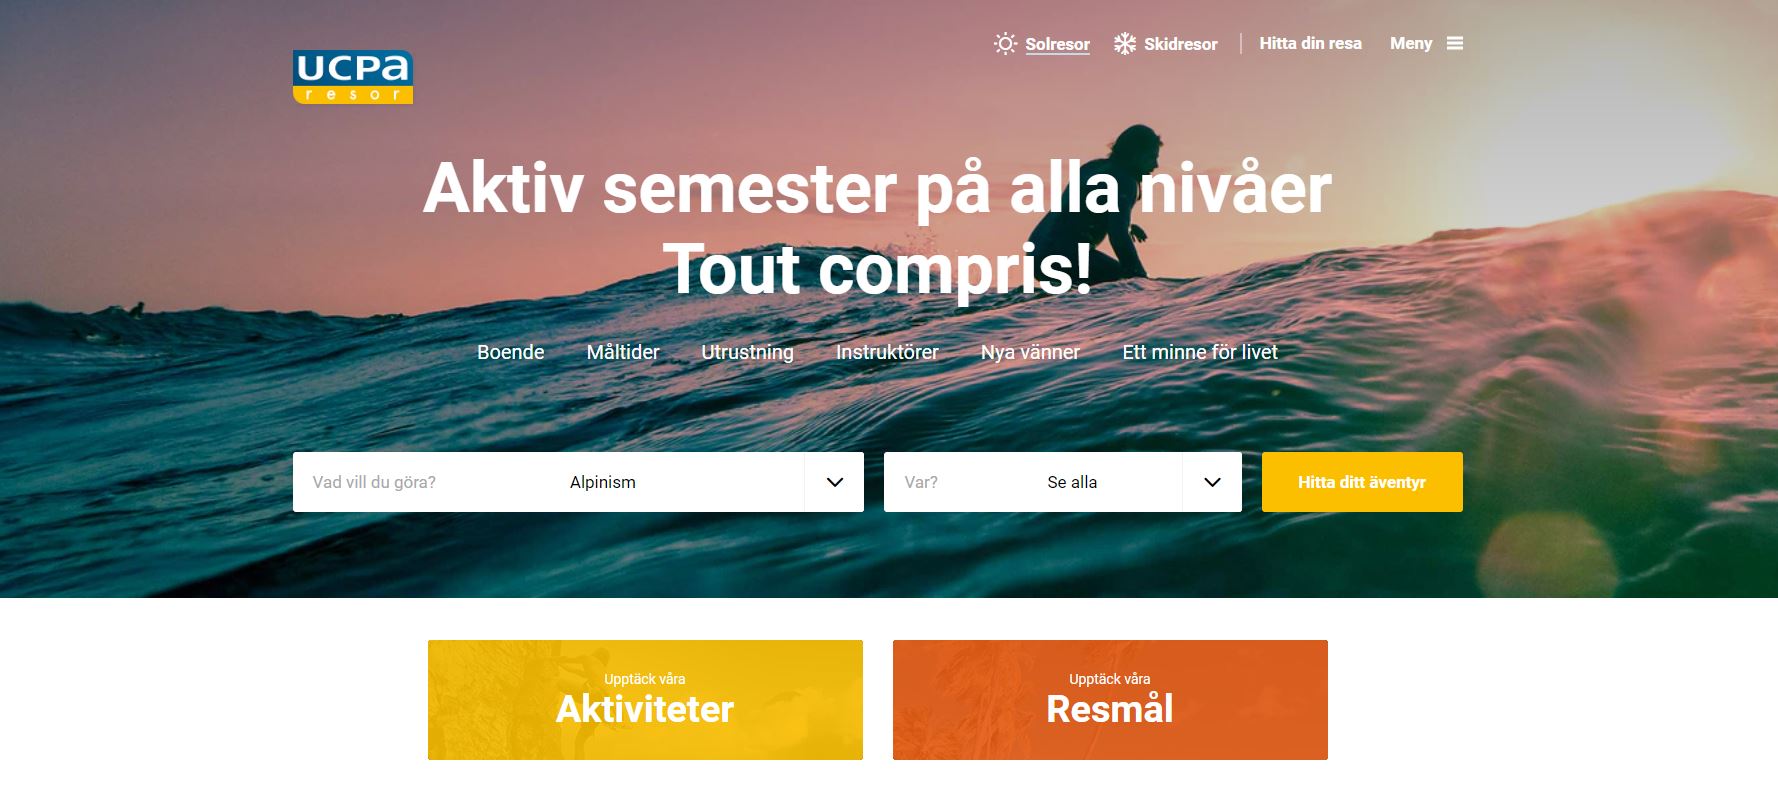 Solresor Skidresor Hitta din resa Meny
ucpa
resor
Aktiv semester på alla nivåer
Tout compris!
Boende Måltider Utrustning Instruktörer Nya vänner Ett minne för livet
Vad vill du göra? Alpinism Var? Se alla Hitta ditt äventyr
Upptäck våra
Aktiviteter
Upptäck våra
Resmål